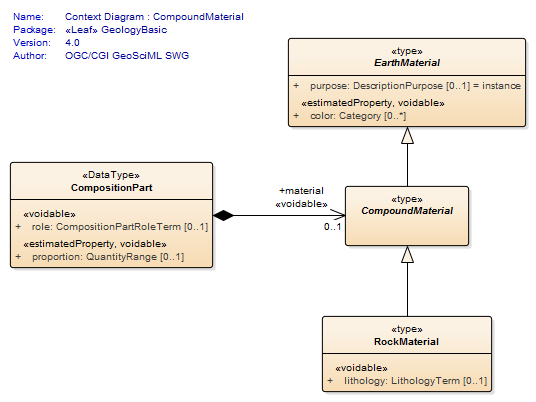 Name: Context Diagram : CompoundMaterial
Package: «Leaf» GeologyBasic
Version: 4.0
Author: OGC/CGI GeoSciML SWG
«type»
EarthMaterial
+ purpose: DescriptionPurpose [0..1] = instance
«estimatedProperty, voidable»
+ color: Category [0..*]
«DataType»
CompositionPart
«voidable»
+ role: CompositionPartRoleTerm [0..1]
«estimatedProperty, voidable»
+ proportion: QuantityRange [0..1]
+material
«voidable»
0..1
«type»
CompoundMaterial
«type»
RockMaterial
«voidable»
+ lithology: LithologyTerm [0..1]